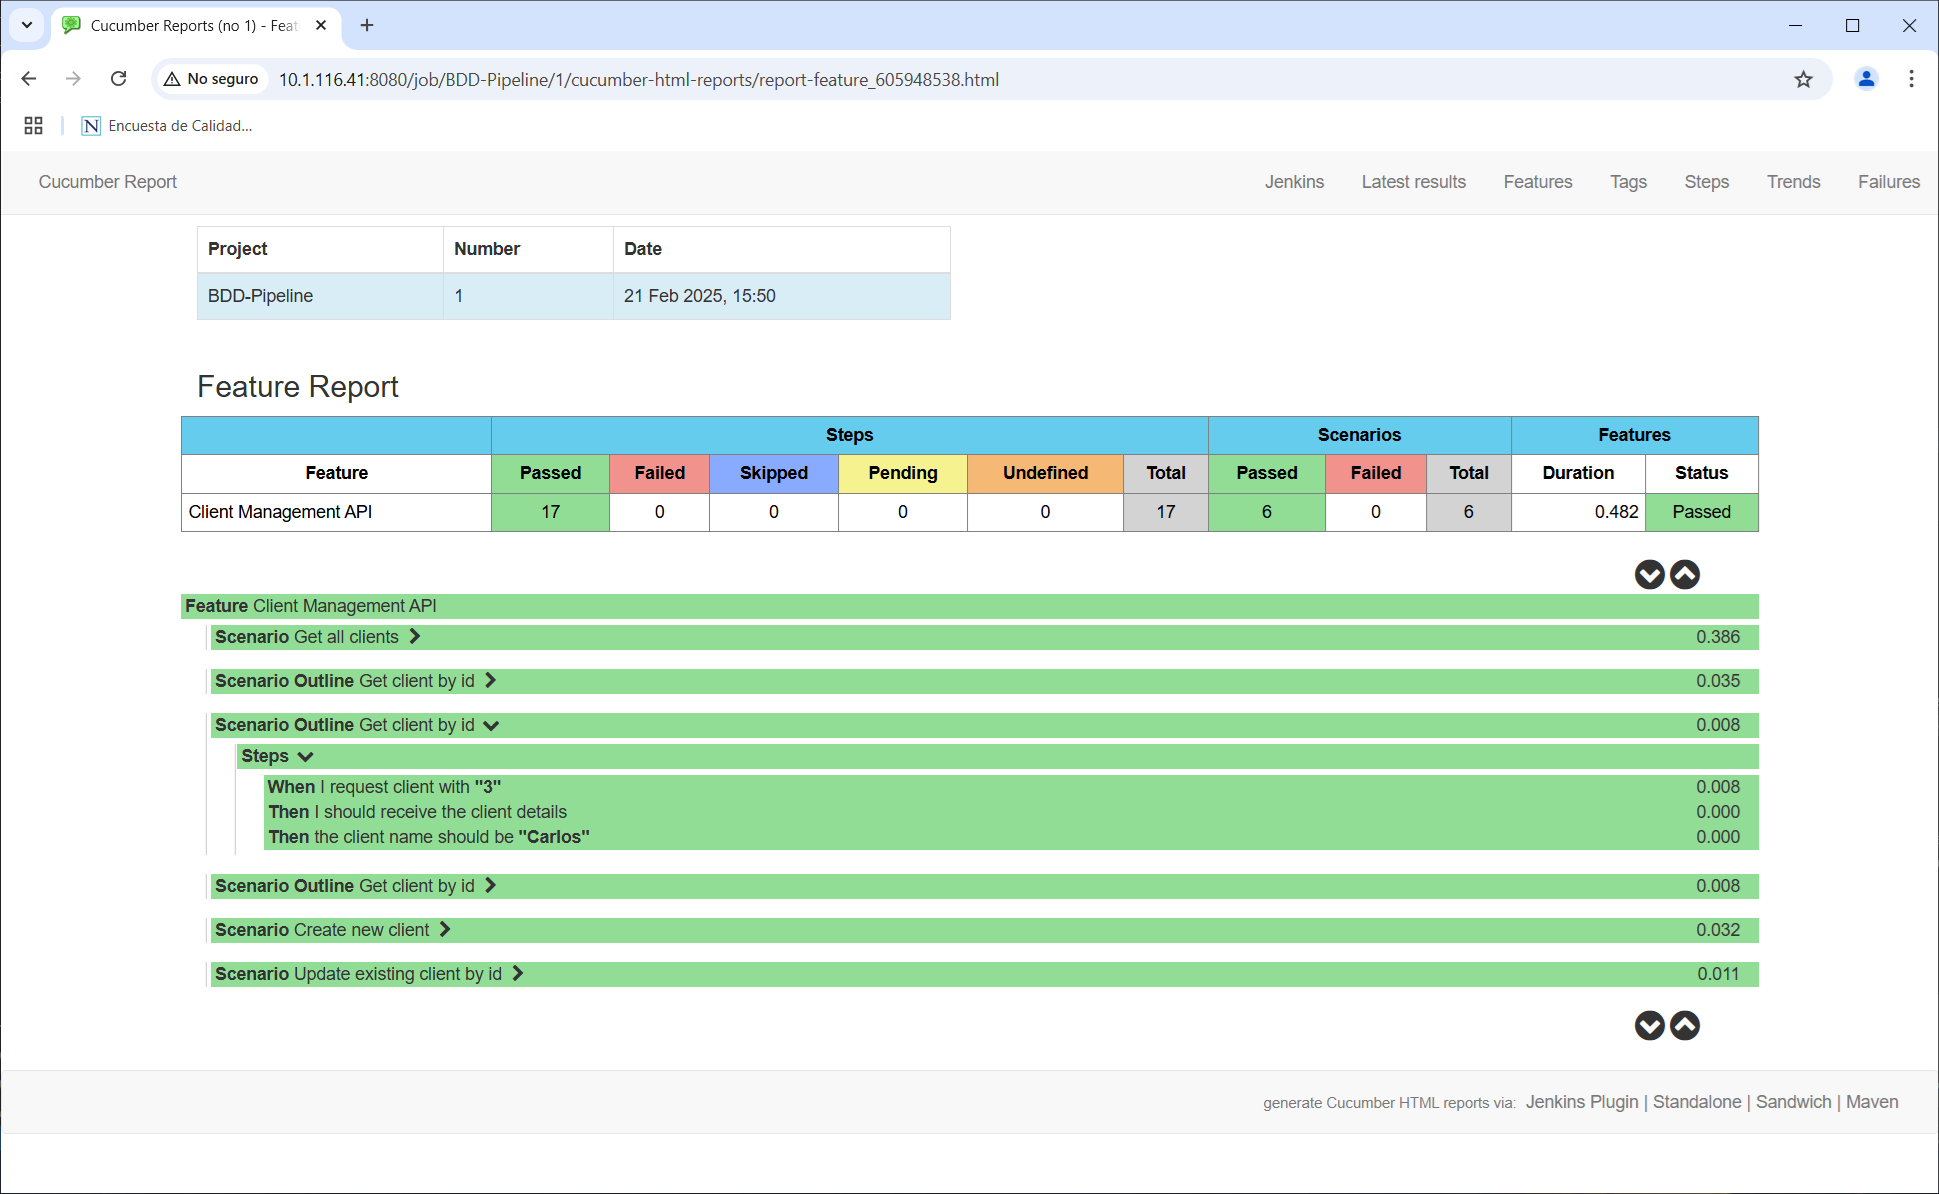 Cucumber Reports (no 1) - Feat
No seguro
10.1.116.41:8080/job/BDD-Pipeline/1/cucumber-html-reports/report-feature_605948538.html
N Encuesta de Calidad...
Cucumber Report Jenkins Latest results Features Tags Steps Trends Failures
Project Number Date
BDD-Pipeline 1 21 Feb 2025, 15:50
Feature Report
Steps Scenarios Features
Feature Passed Failed Skipped Pending Undefined Total Passed Failed Total Duration Status
Client Management API 17 0 0 0 0 17 6 0 6 0.482 Passed
Feature Client Management API
Scenario Get all clients 0.386
Scenario Outline Get client by id 0.035
Scenario Outline Get client by id 0.008
Steps
When I request client with "3" 0.008
Then I should receive the client details 0.000
Then the client name should be "Carlos" 0.000
Scenario Outline Get client by id 0.008
Scenario Create new client 0.032
Scenario Update existing client by id 0.011
generate Cucumber HTML reports via: Jenkins Plugin | Standalone | Sandwich | Maven